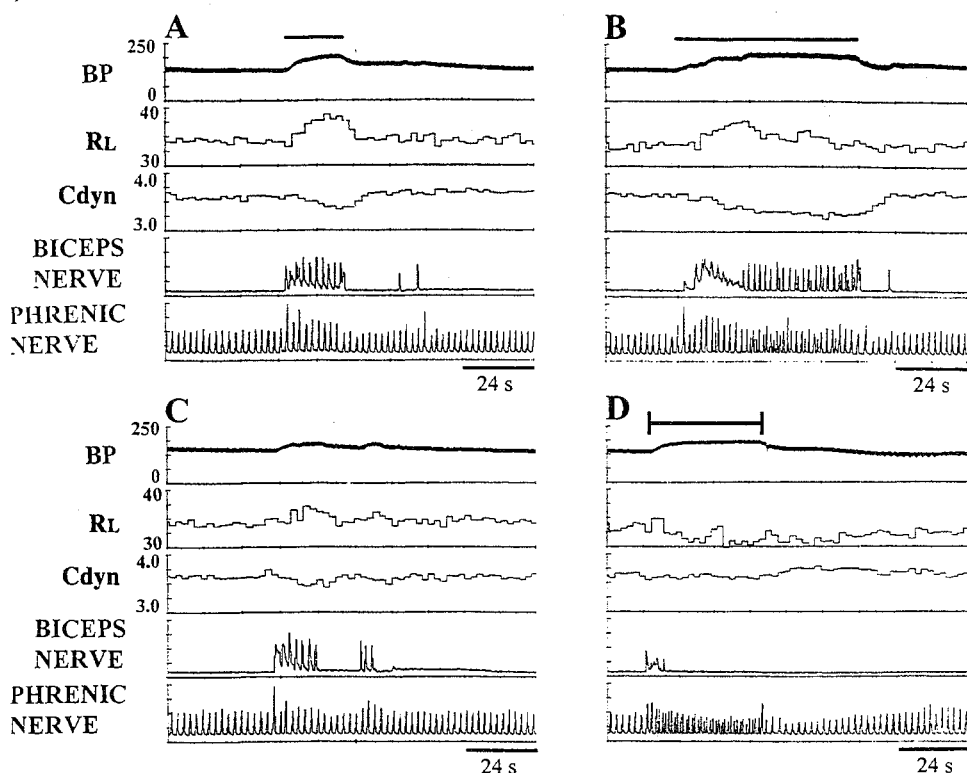 A
B
250
BP
0
40
RL
30
4.0
Cdyn
3.0
BICEPS
NERVE
PHRENIC
NERVE
24 s
24 s
C
D
250
BP
0
40
RL
30
4.0
Cdyn
3.0
BICEPS
NERVE
PHRENIC
NERVE
24 s
24 s